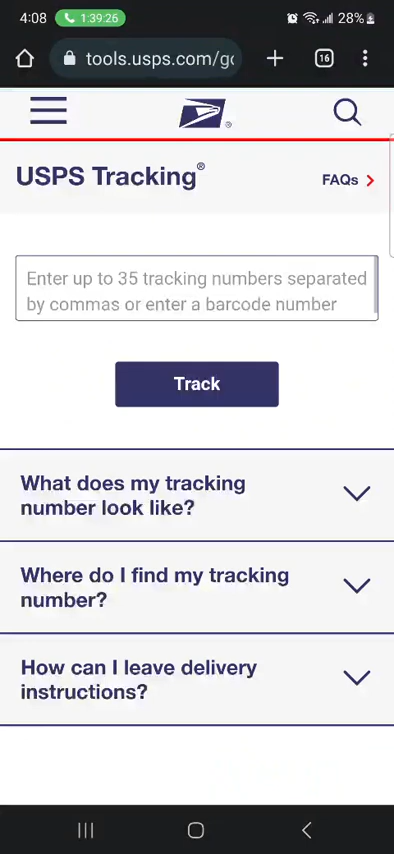 4:08 1:39:26 28%
tools.usps.com/go 16
USPS Tracking®
FAQs
Enter up to 35 tracking numbers separated
by commas or enter a barcode number
Track
What does my tracking
number look like?
Where do I find my tracking
number?
How can I leave delivery
instructions?